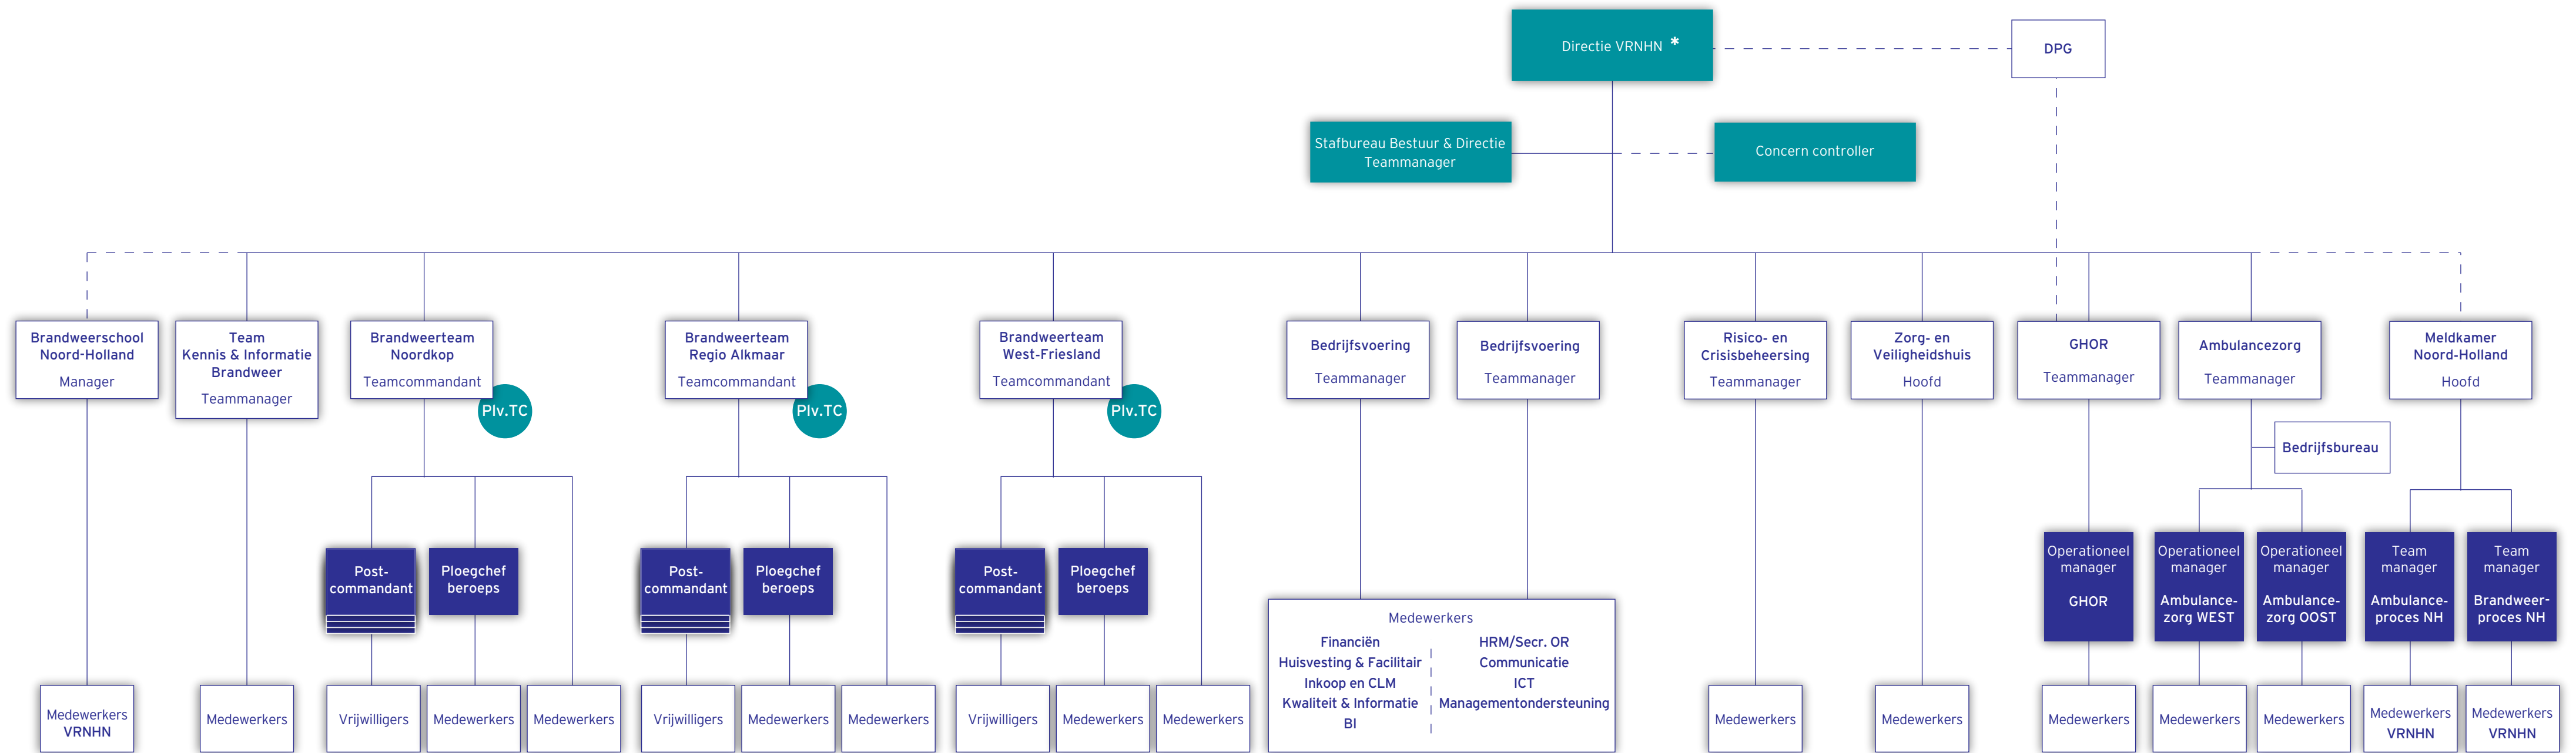 Directie VRNHN *
DPG
Stafbureau Bestuur & Directie
Teammanager
Concern controller
Brandweerschool
Noord-Holland
Manager
Team
Kennis & Informatie
Brandweer
Teammanager
Brandweerteam
Noordkop
Teamcommandant
Plv.TC
Brandweerteam
Regio Alkmaar
Teamcommandant
Plv.TC
Brandweerteam
West-Friesland
Teamcommandant
Plv.TC
Bedrijfsvoering
Teammanager
Bedrijfsvoering
Teammanager
Risico- en
Crisisbeheersing
Teammanager
Zorg- en
Veiligheidshuis
Hoofd
GHOR
Teammanager
Ambulancezorg
Teammanager
Meldkamer
Noord-Holland
Hoofd
Bedrijfsbureau
Post-
commandant
Ploegchef
beroeps
Post-
commandant
Ploegchef
beroeps
Post-
commandant
Ploegchef
beroeps
Operationeel
manager
GHOR
Operationeel
manager
Ambulance-
zorg WEST
Operationeel
manager
Ambulance-
zorg OOST
Team
manager
Ambulance-
proces NH
Team
manager
Brandweer-
proces NH
Medewerkers
Financiën
Huisvesting & Facilitair
Inkoop en CLM
Kwaliteit & Informatie
BI
HRM/Secr. OR
Communicatie
ICT
Managementondersteuning
Medewerkers
VRNHN
Medewerkers
Vrijwilligers
Medewerkers
Medewerkers
Vrijwilligers
Medewerkers
Medewerkers
Vrijwilligers
Medewerkers
Medewerkers
Medewerkers
Medewerkers
Medewerkers
Medewerkers
Medewerkers
Medewerkers
VRNHN
Medewerkers
VRNHN